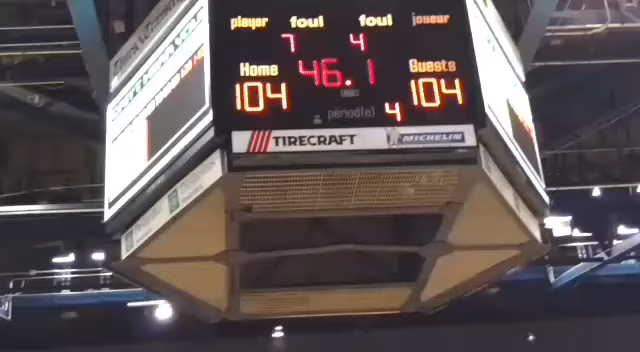 player foul foul joueur
7 4
Home 46.1 Guests
104 104
période(e) 4
TIRECRAFT MICHELIN